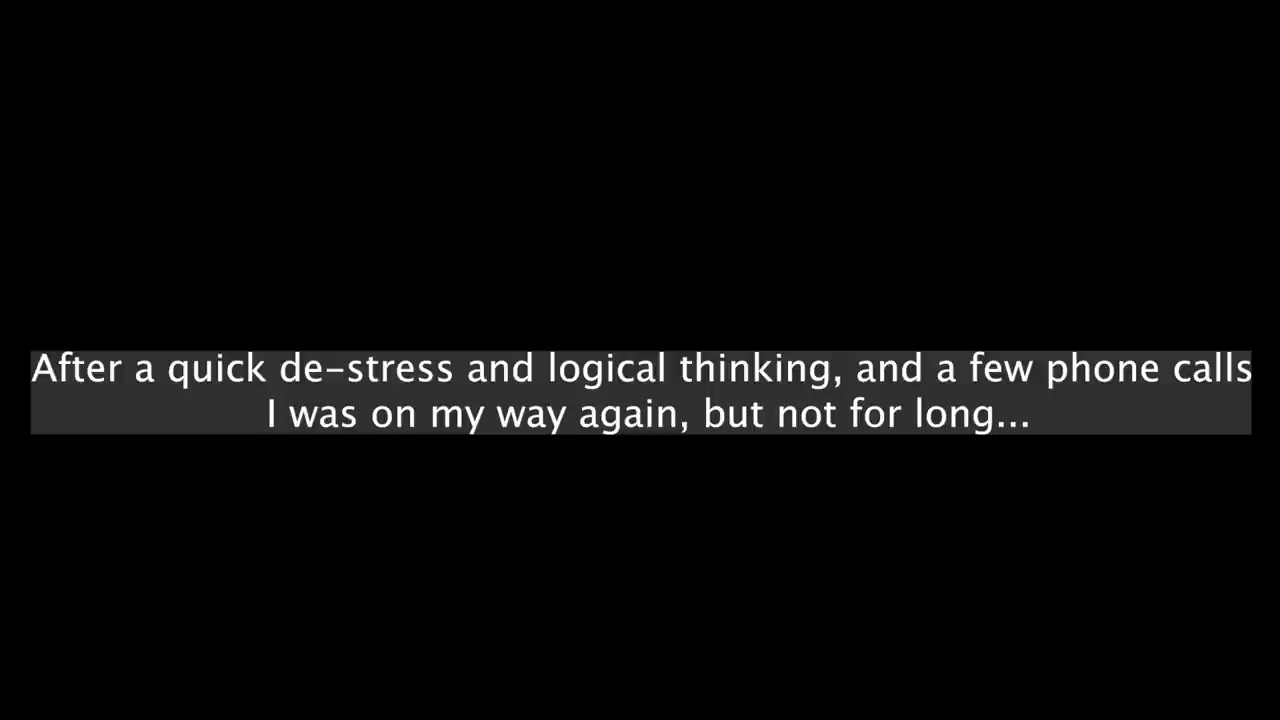 After a quick de-stress and logical thinking, and a few phone calls
I was on my way again, but not for long...